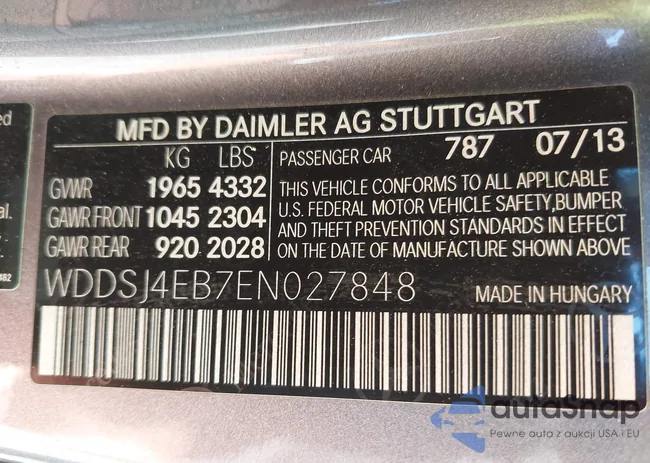 ed
al.
482
MFD BY DAIMLER AG STUTTGART
KG LBS
GVWR 1965 4332
GAWR FRONT 1045 2304
GAWR REAR 920 2028
PASSENGER CAR 787 07/13
THIS VEHICLE CONFORMS TO ALL APPLICABLE
U.S. FEDERAL MOTOR VEHICLE SAFETY,BUMPER
AND THEFT PREVENTION STANDARDS IN EFFECT
ON THE DATE OF MANUFACTURE SHOWN ABOVE
WDDSJ4EB7EN027848 MADE IN HUNGARY
autoSnap
Pewne auta z aukcji USA i EU